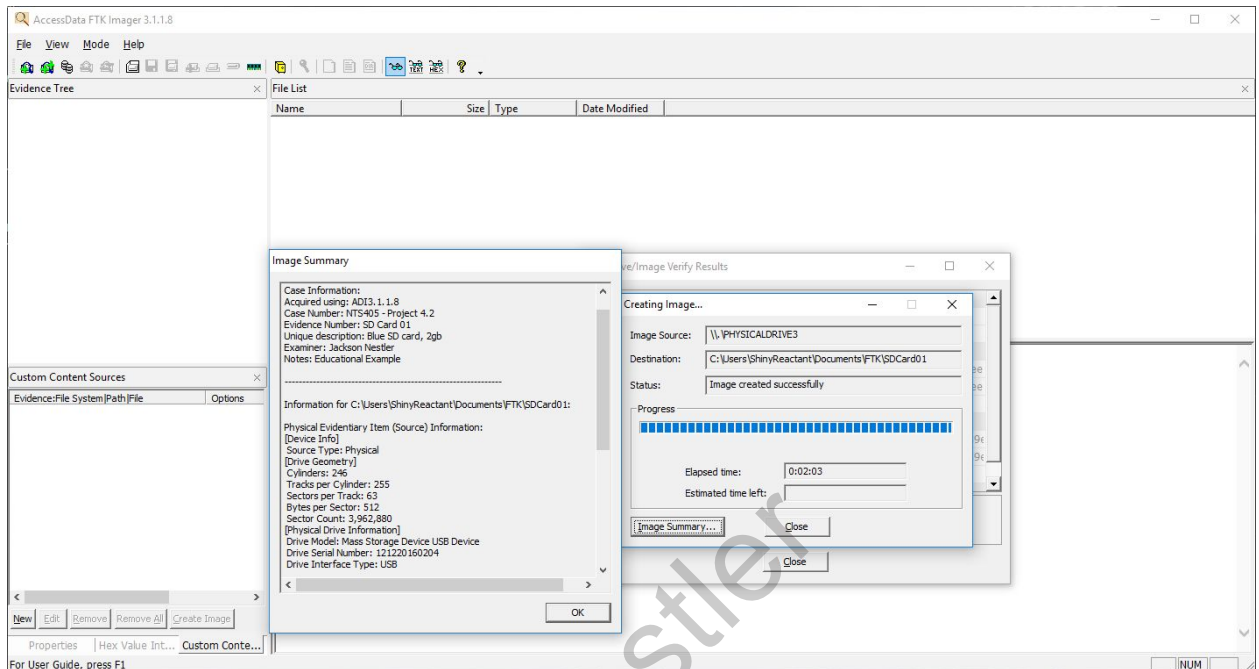 AccessData FTK Imager 3.1.1.8
File View Mode Help
Evidence Tree
File List
Name Size Type Date Modified
Image Summary
Case Information:
Acquired using: ADI3.1.1.8
Case Number: NTS405 - Project 4.2
Evidence Number: SD Card 01
Unique description: Blue SD card, 2gb
Examiner: Jackson Nestler
Notes: Educational Example
--------------------------------------------------------------
Information for C:\Users\ShinyReactant\Documents\FTK\SDCard01:
Physical Evidentiary Item (Source) Information:
[Device Info]
Source Type: Physical
[Drive Geometry]
Cylinders: 246
Tracks per Cylinder: 255
Sectors per Track: 63
Bytes per Sector: 512
Sector Count: 3,962,880
[Physical Drive Information]
Drive Model: Mass Storage Device USB Device
Drive Serial Number: 121220160204
Drive Interface Type: USB
OK
ve/Image Verify Results
Creating Image...
Image Source: \\.\PHYSICALDRIVE3
Destination: C:\Users\ShinyReactant\Documents\FTK\SDCard01
Status: Image created successfully
Progress
Elapsed time: 0:02:03
Estimated time left:
Image Summary... Close
Close
Custom Content Sources
Evidence:File System|Path|File Options
New Edit Remove Remove All Create Image
Properties Hex Value Int... Custom Conte...
For User Guide, press F1
NUM
stler